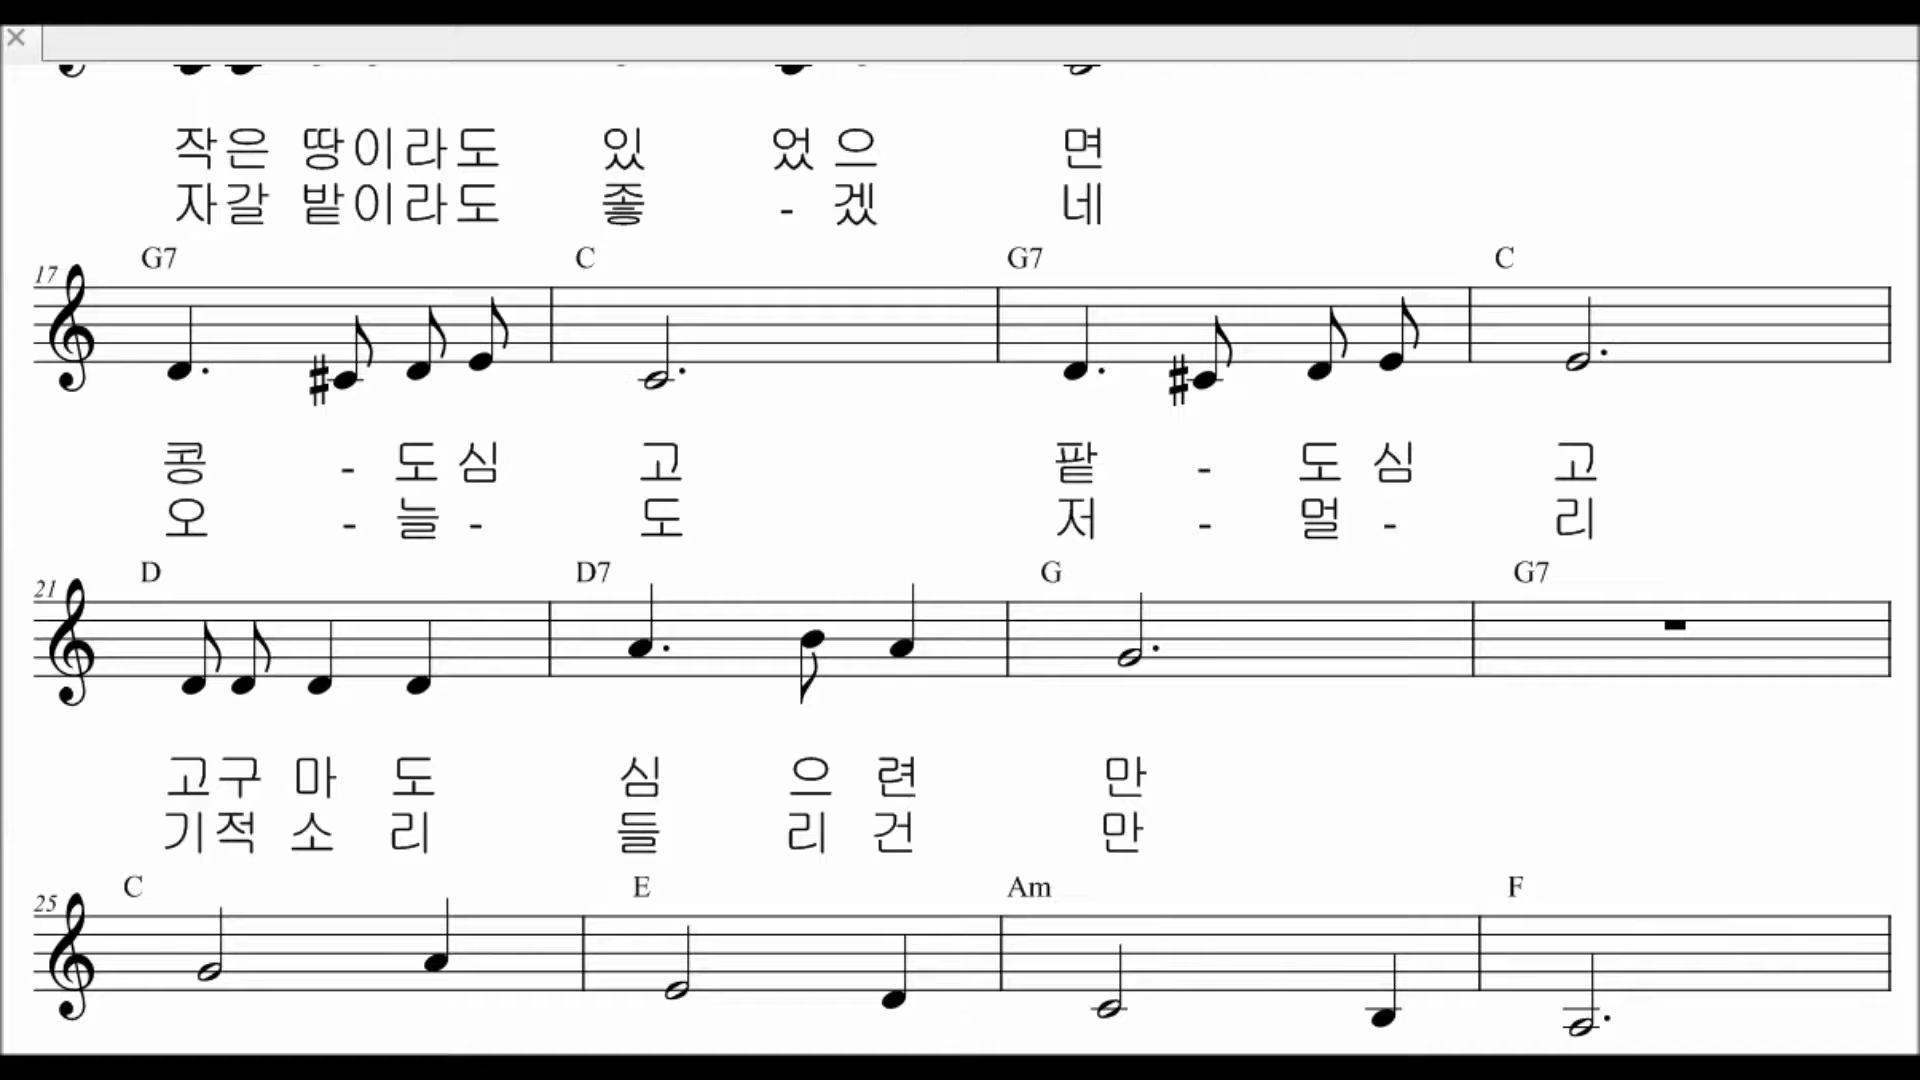 작은 땅이라도 있 었으 면
자갈 밭이라도 좋 - 겠 네
G7 C G7 C
17
콩 - 도 심 고 팥 - 도 심 고
오 - 늘 - 도 저 - 멀 - 리
D D7 G G7
21
고구 마 도 심 으 련 만
기적 소 리 들 리 건 만
C E Am F
25